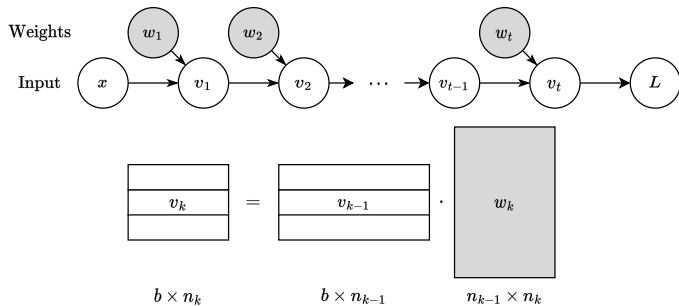 Weights w₁ w₂ wₜ
Input x v₁ v₂ ⋯ vₜ₋₁ vₜ L
vₖ = vₖ₋₁ · wₖ
b × nₖ b × nₖ₋₁ nₖ₋₁ × nₖ